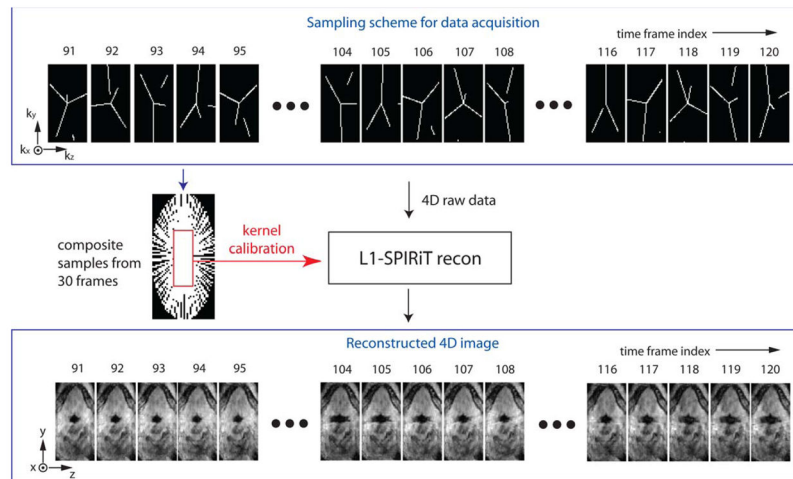 Sampling scheme for data acquisition
time frame index
91 92 93 94 95 104 105 106 107 108 116 117 118 119 120
ky
kx kz
composite
samples from
30 frames
kernel
calibration
4D raw data
L1-SPIRiT recon
Reconstructed 4D image
time frame index
91 92 93 94 95 104 105 106 107 108 116 117 118 119 120
y
x z